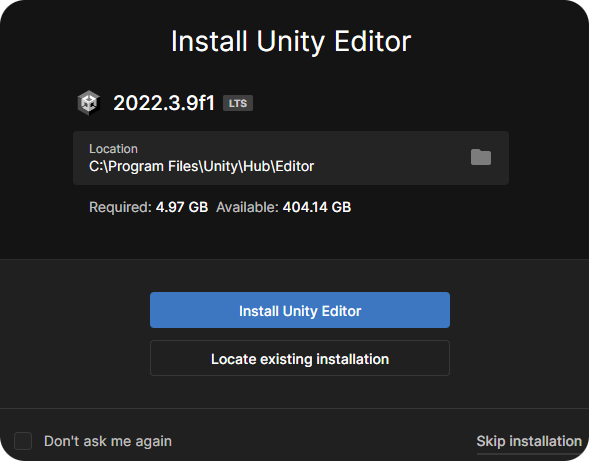 Install Unity Editor
2022.3.9f1 LTS
Location
C:\Program Files\Unity\Hub\Editor
Required: 4.97 GB Available: 404.14 GB
Install Unity Editor
Locate existing installation
Don't ask me again Skip installation